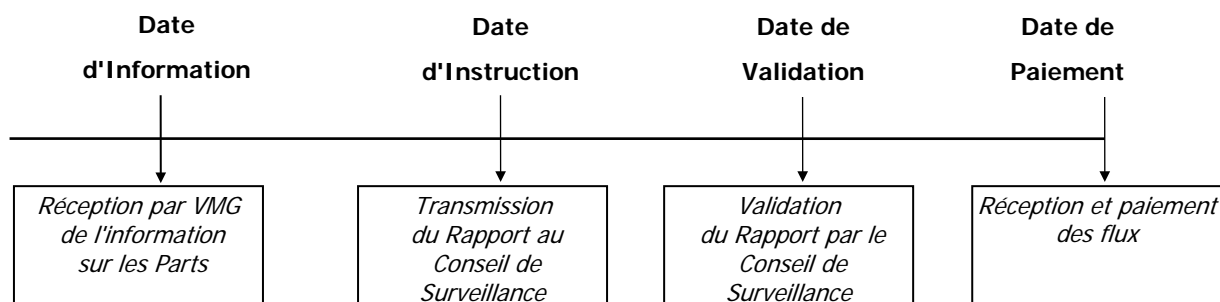 Date
d'Information
Date
d'Instruction
Date de
Validation
Date de
Paiement
Réception par VMG
de l'information
sur les Parts
Transmission
du Rapport au
Conseil de
Surveillance
Validation
du Rapport par le
Conseil de
Surveillance
Réception et paiement
des flux